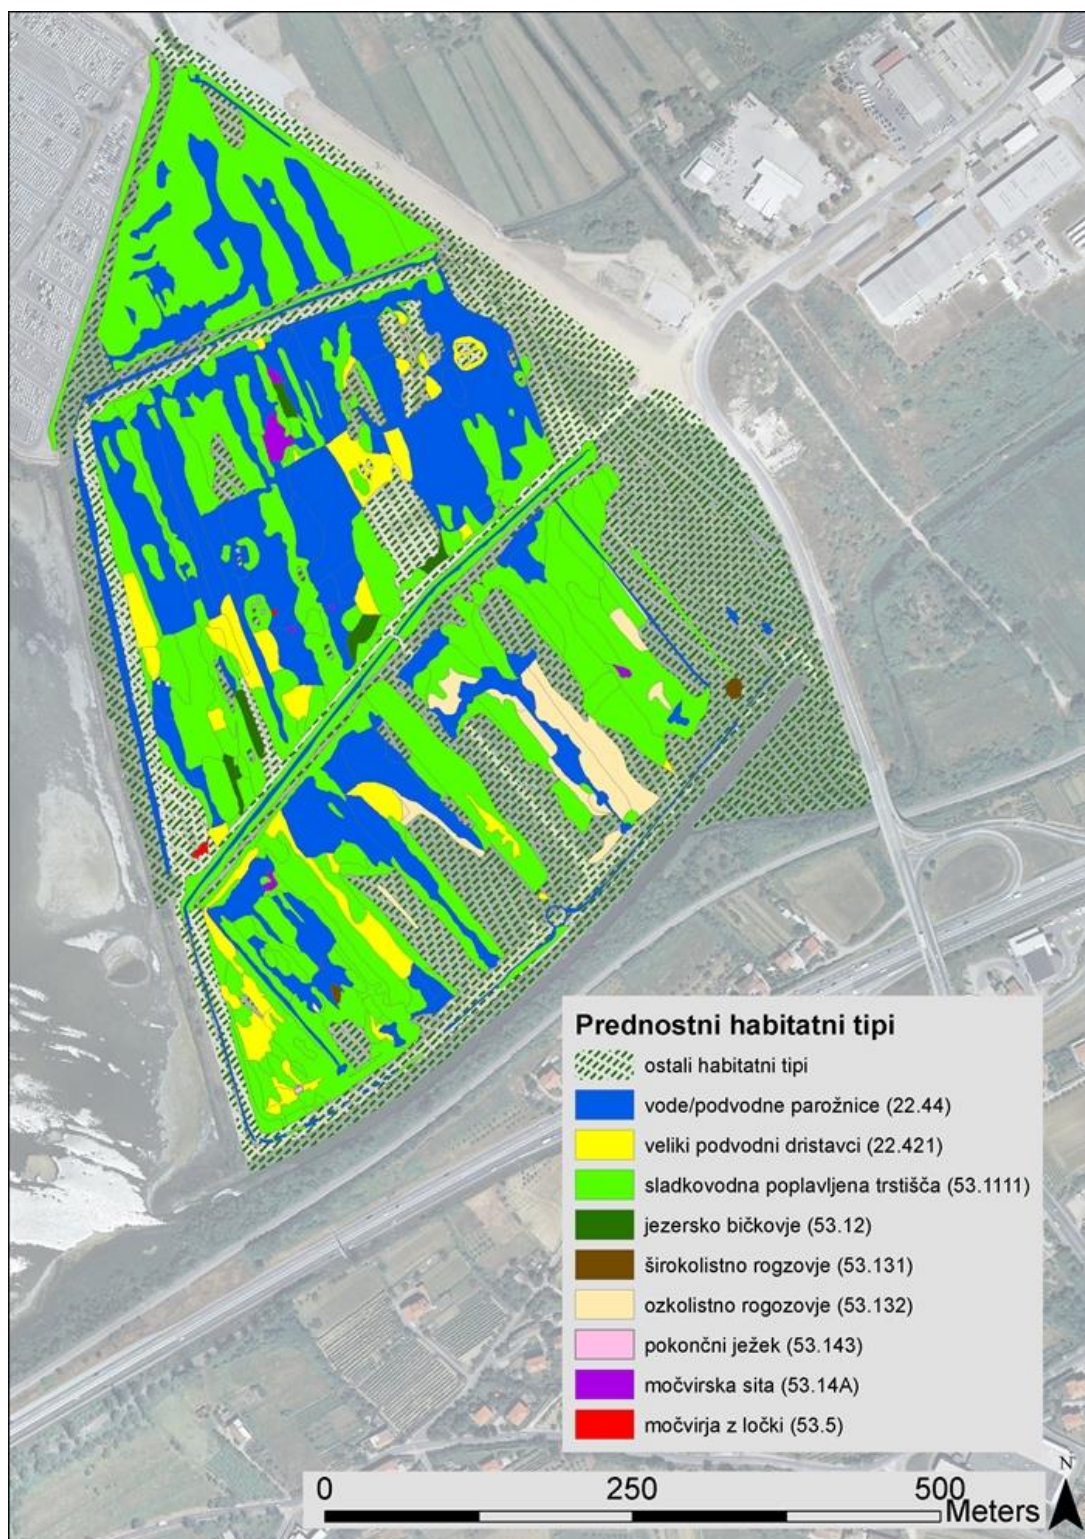 Prednostni habitatni tipi
ostali habitatni tipi
vode/podvodne parožnice (22.44)
veliki podvodni dristavci (22.421)
sladkovodna poplavljena trstišča (53.1111)
jezersko bičkovje (53.12)
širokolistno rogzovje (53.131)
ozkolistno rogozovje (53.132)
pokončni ježek (53.143)
močvirska sita (53.14A)
močvirja z ločki (53.5)
N
0 250 500
Meters